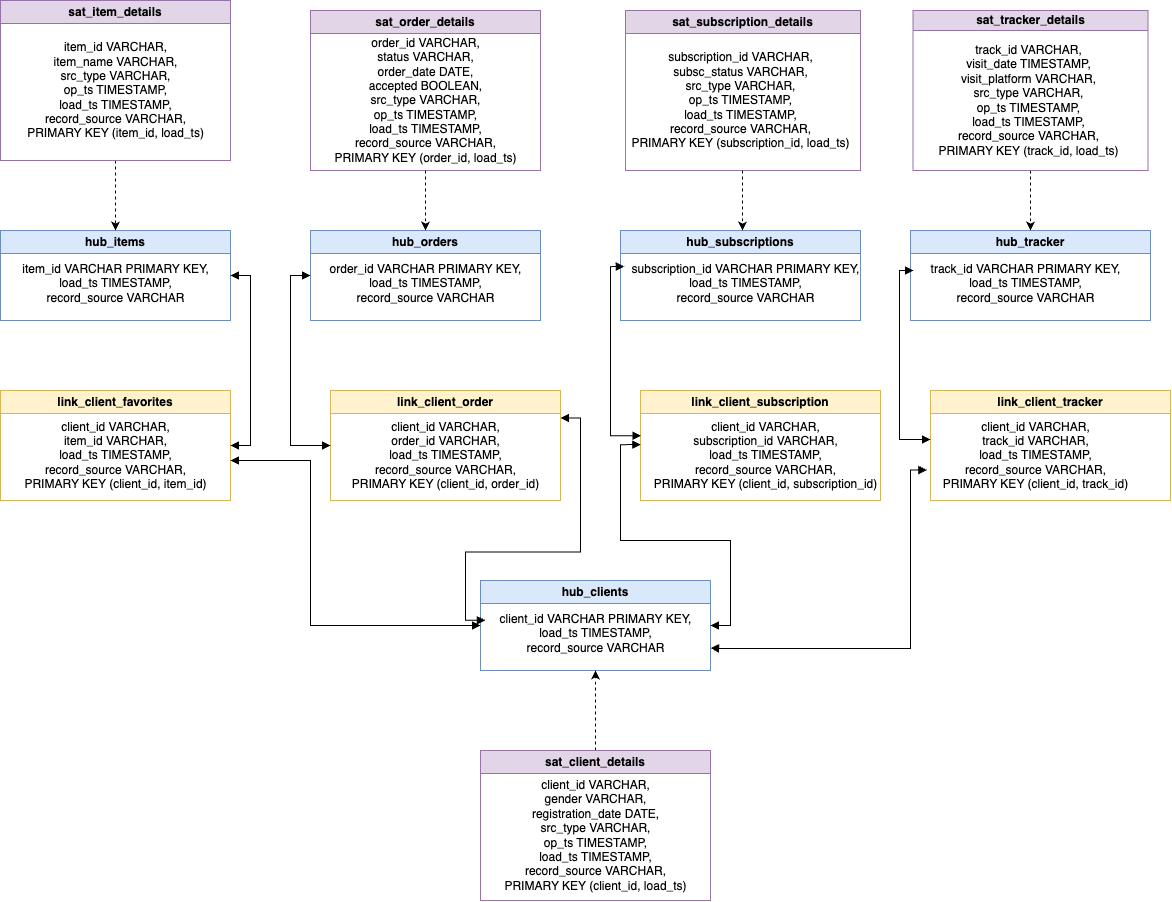 sat_item_details
item_id VARCHAR,
item_name VARCHAR,
src_type VARCHAR,
op_ts TIMESTAMP,
load_ts TIMESTAMP,
record_source VARCHAR,
PRIMARY KEY (item_id, load_ts)
sat_order_details
order_id VARCHAR,
status VARCHAR,
order_date DATE,
accepted BOOLEAN,
src_type VARCHAR,
op_ts TIMESTAMP,
load_ts TIMESTAMP,
record_source VARCHAR,
PRIMARY KEY (order_id, load_ts)
sat_subscription_details
subscription_id VARCHAR,
subsc_status VARCHAR,
src_type VARCHAR,
op_ts TIMESTAMP,
load_ts TIMESTAMP,
record_source VARCHAR,
PRIMARY KEY (subscription_id, load_ts)
sat_tracker_details
track_id VARCHAR,
visit_date TIMESTAMP,
visit_platform VARCHAR,
src_type VARCHAR,
op_ts TIMESTAMP,
load_ts TIMESTAMP,
record_source VARCHAR,
PRIMARY KEY (track_id, load_ts)
hub_items
item_id VARCHAR PRIMARY KEY,
load_ts TIMESTAMP,
record_source VARCHAR
hub_orders
order_id VARCHAR PRIMARY KEY,
load_ts TIMESTAMP,
record_source VARCHAR
hub_subscriptions
subscription_id VARCHAR PRIMARY KEY,
load_ts TIMESTAMP,
record_source VARCHAR
hub_tracker
track_id VARCHAR PRIMARY KEY,
load_ts TIMESTAMP,
record_source VARCHAR
link_client_favorites
client_id VARCHAR,
item_id VARCHAR,
load_ts TIMESTAMP,
record_source VARCHAR,
PRIMARY KEY (client_id, item_id)
link_client_order
client_id VARCHAR,
order_id VARCHAR,
load_ts TIMESTAMP,
record_source VARCHAR,
PRIMARY KEY (client_id, order_id)
link_client_subscription
client_id VARCHAR,
subscription_id VARCHAR,
load_ts TIMESTAMP,
record_source VARCHAR,
PRIMARY KEY (client_id, subscription_id)
link_client_tracker
client_id VARCHAR,
track_id VARCHAR,
load_ts TIMESTAMP,
record_source VARCHAR,
PRIMARY KEY (client_id, track_id)
hub_clients
client_id VARCHAR PRIMARY KEY,
load_ts TIMESTAMP,
record_source VARCHAR
sat_client_details
client_id VARCHAR,
gender VARCHAR,
registration_date DATE,
src_type VARCHAR,
op_ts TIMESTAMP,
load_ts TIMESTAMP,
record_source VARCHAR,
PRIMARY KEY (client_id, load_ts)